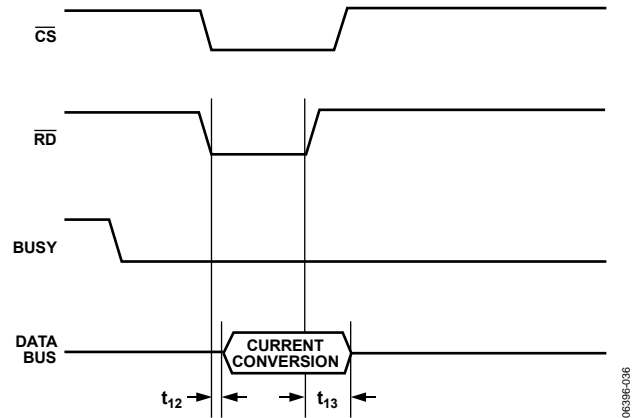 CS
RD
BUSY
DATA
BUS
CURRENT
CONVERSION
t12
t13
06396-036